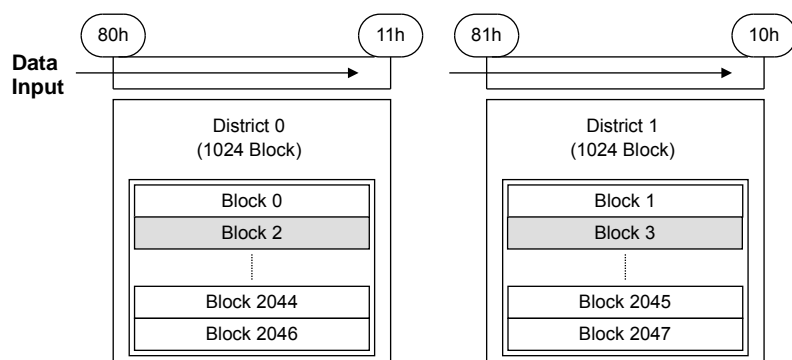 80h 11h 81h 10h
Data
Input
District 0
(1024 Block)
Block 0
Block 2
Block 2044
Block 2046
District 1
(1024 Block)
Block 1
Block 3
Block 2045
Block 2047